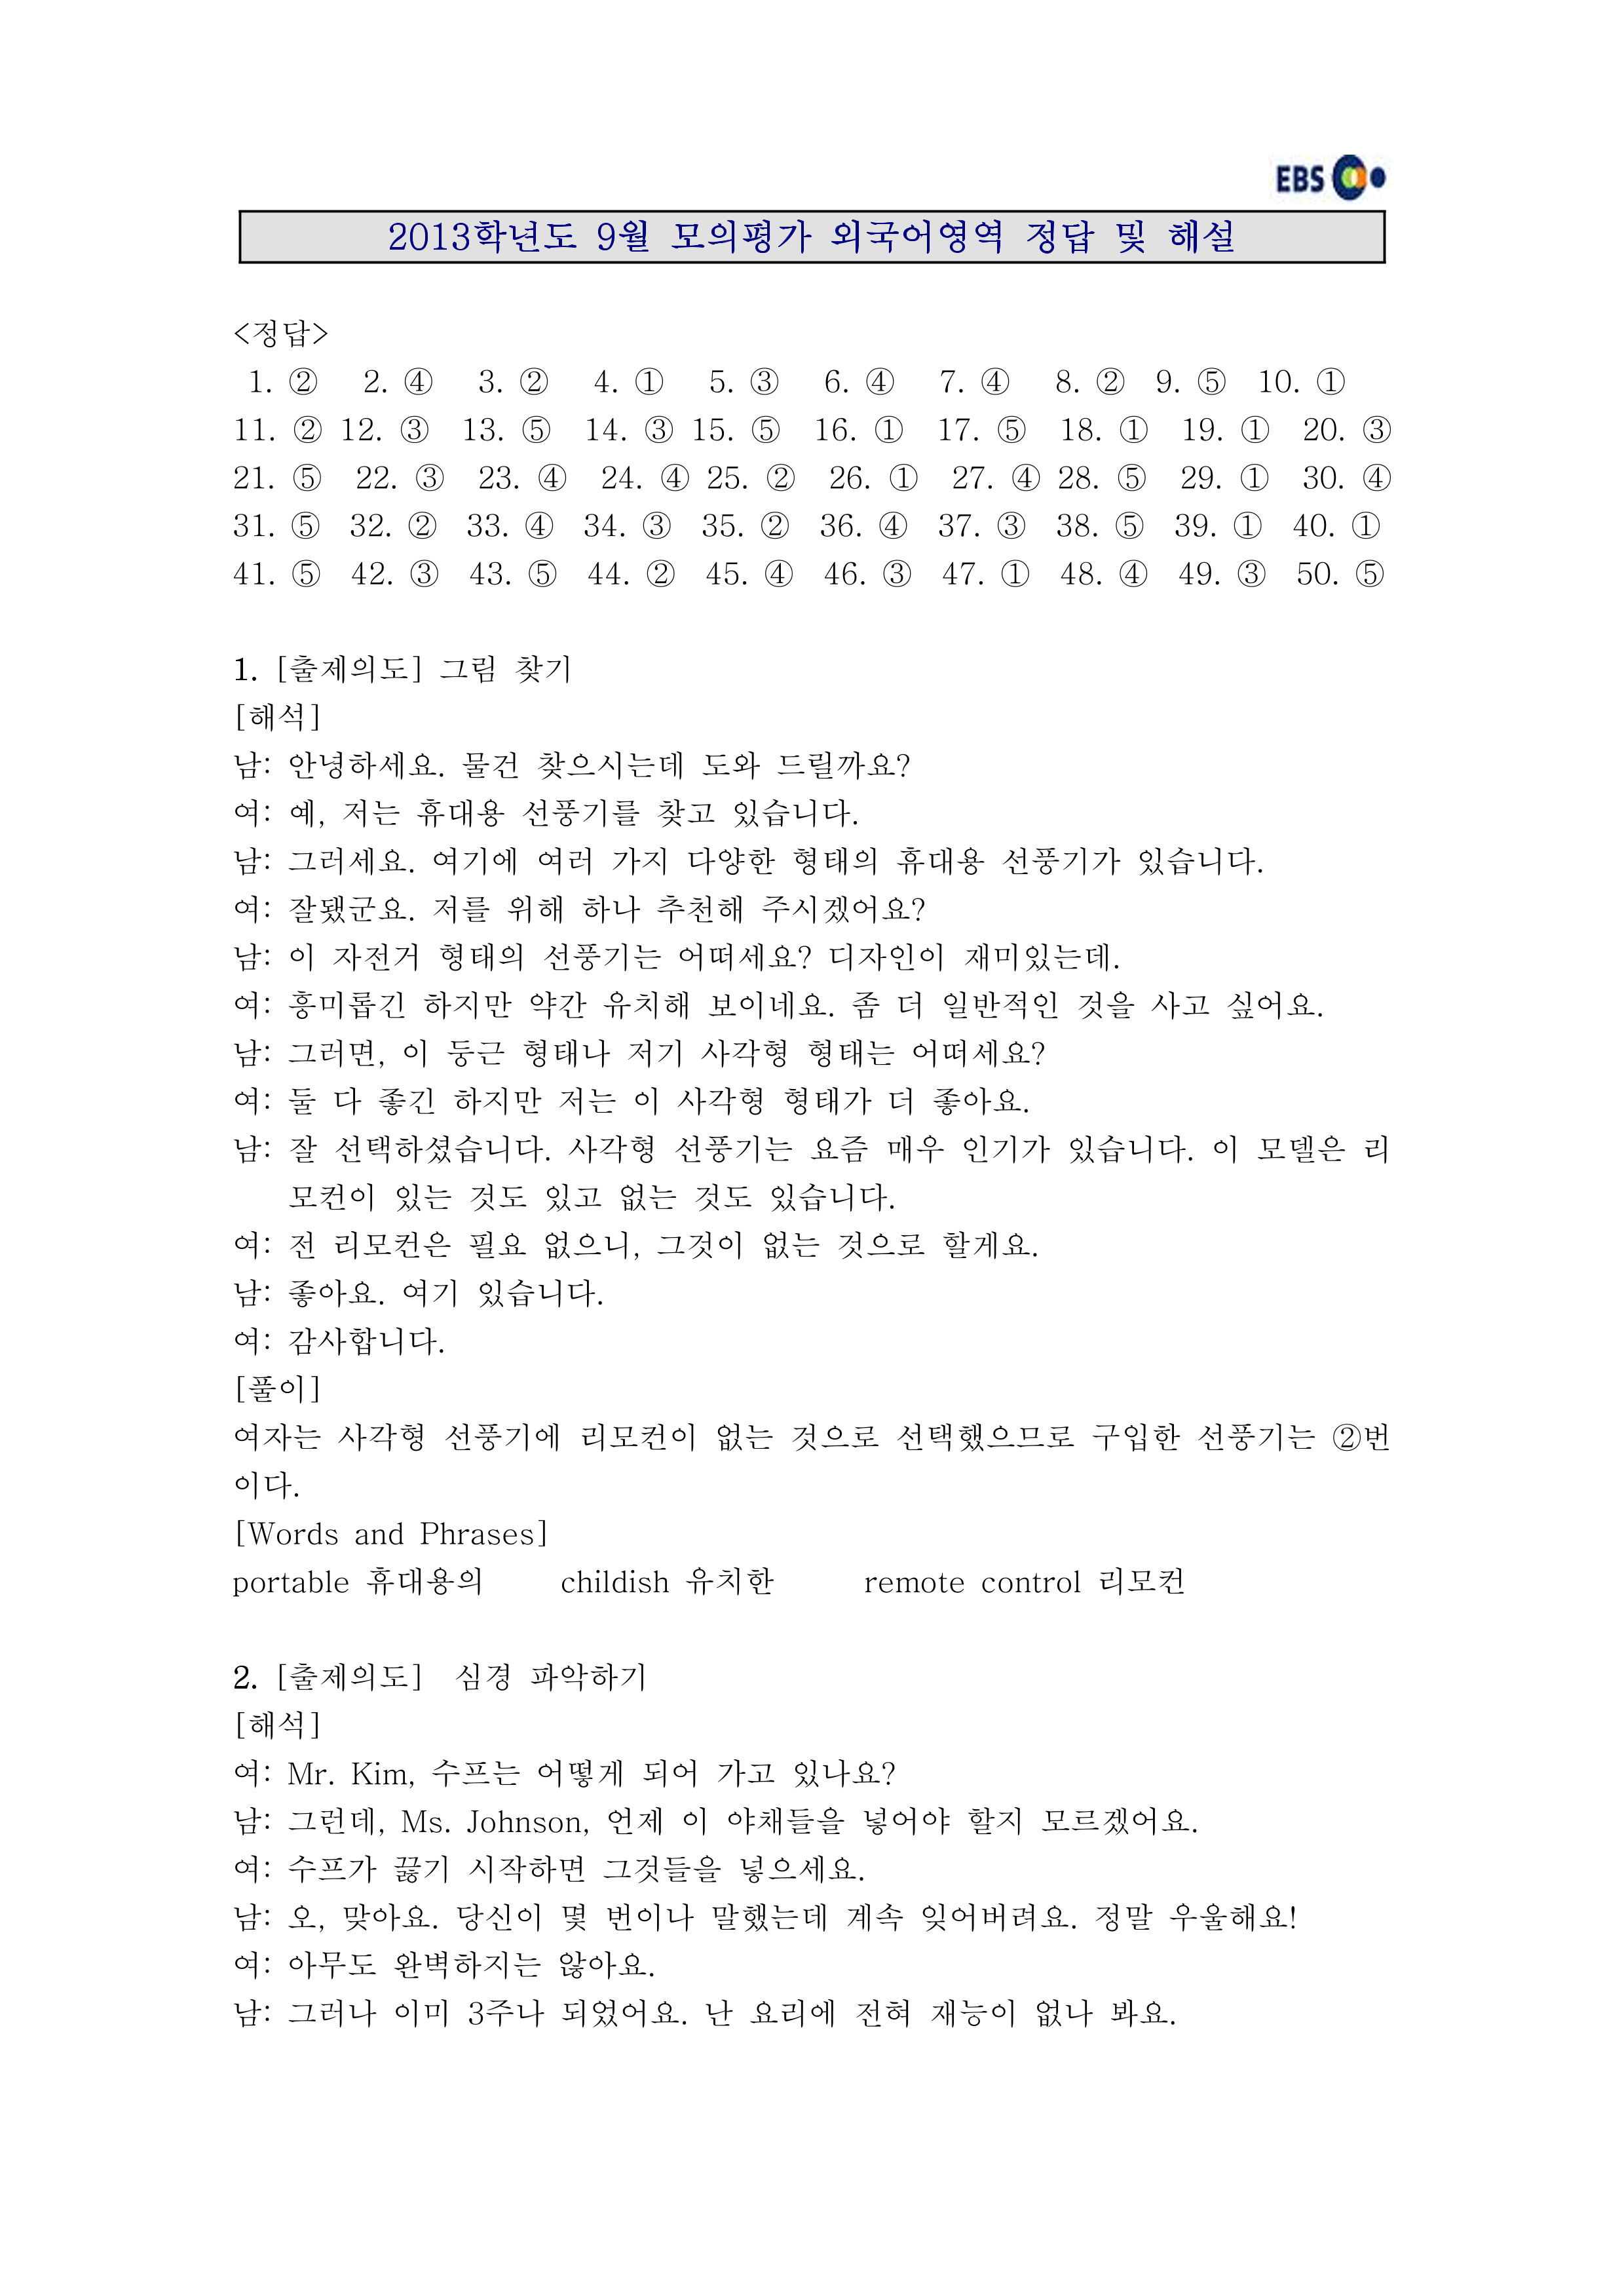 EBS
2013학년도 9월 모의평가 외국어영역 정답 및 해설
<정답>
1. ② 2. ④ 3. ② 4. ① 5. ③ 6. ④ 7. ④ 8. ② 9. ⑤ 10. ①
11. ② 12. ③ 13. ⑤ 14. ③ 15. ⑤ 16. ① 17. ⑤ 18. ① 19. ① 20. ③
21. ⑤ 22. ③ 23. ④ 24. ④ 25. ② 26. ① 27. ④ 28. ⑤ 29. ① 30. ④
31. ⑤ 32. ② 33. ④ 34. ③ 35. ② 36. ④ 37. ③ 38. ⑤ 39. ① 40. ①
41. ⑤ 42. ③ 43. ⑤ 44. ② 45. ④ 46. ③ 47. ① 48. ④ 49. ③ 50. ⑤
1. [출제의도] 그림 찾기
[해석]
남: 안녕하세요. 물건 찾으시는데 도와 드릴까요?
여: 예, 저는 휴대용 선풍기를 찾고 있습니다.
남: 그러세요. 여기에 여러 가지 다양한 형태의 휴대용 선풍기가 있습니다.
여: 잘됐군요. 저를 위해 하나 추천해 주시겠어요?
남: 이 자전거 형태의 선풍기는 어떠세요? 디자인이 재미있는데.
여: 흥미롭긴 하지만 약간 유치해 보이네요. 좀 더 일반적인 것을 사고 싶어요.
남: 그러면, 이 둥근 형태나 저기 사각형 형태는 어떠세요?
여: 둘 다 좋긴 하지만 저는 이 사각형 형태가 더 좋아요.
남: 잘 선택하셨습니다. 사각형 선풍기는 요즘 매우 인기가 있습니다. 이 모델은 리
모컨이 있는 것도 있고 없는 것도 있습니다.
여: 전 리모컨은 필요 없으니, 그것이 없는 것으로 할게요.
남: 좋아요. 여기 있습니다.
여: 감사합니다.
[풀이]
여자는 사각형 선풍기에 리모컨이 없는 것으로 선택했으므로 구입한 선풍기는 ②번
이다.
[Words and Phrases]
portable 휴대용의 childish 유치한 remote control 리모컨
2. [출제의도] 심경 파악하기
[해석]
여: Mr. Kim, 수프는 어떻게 되어 가고 있나요?
남: 그런데, Ms. Johnson, 언제 이 야채들을 넣어야 할지 모르겠어요.
여: 수프가 끓기 시작하면 그것들을 넣으세요.
남: 오, 맞아요. 당신이 몇 번이나 말했는데 계속 잊어버려요. 정말 우울해요!
여: 아무도 완벽하지는 않아요.
남: 그러나 이미 3주나 되었어요. 난 요리에 전혀 재능이 없나 봐요.